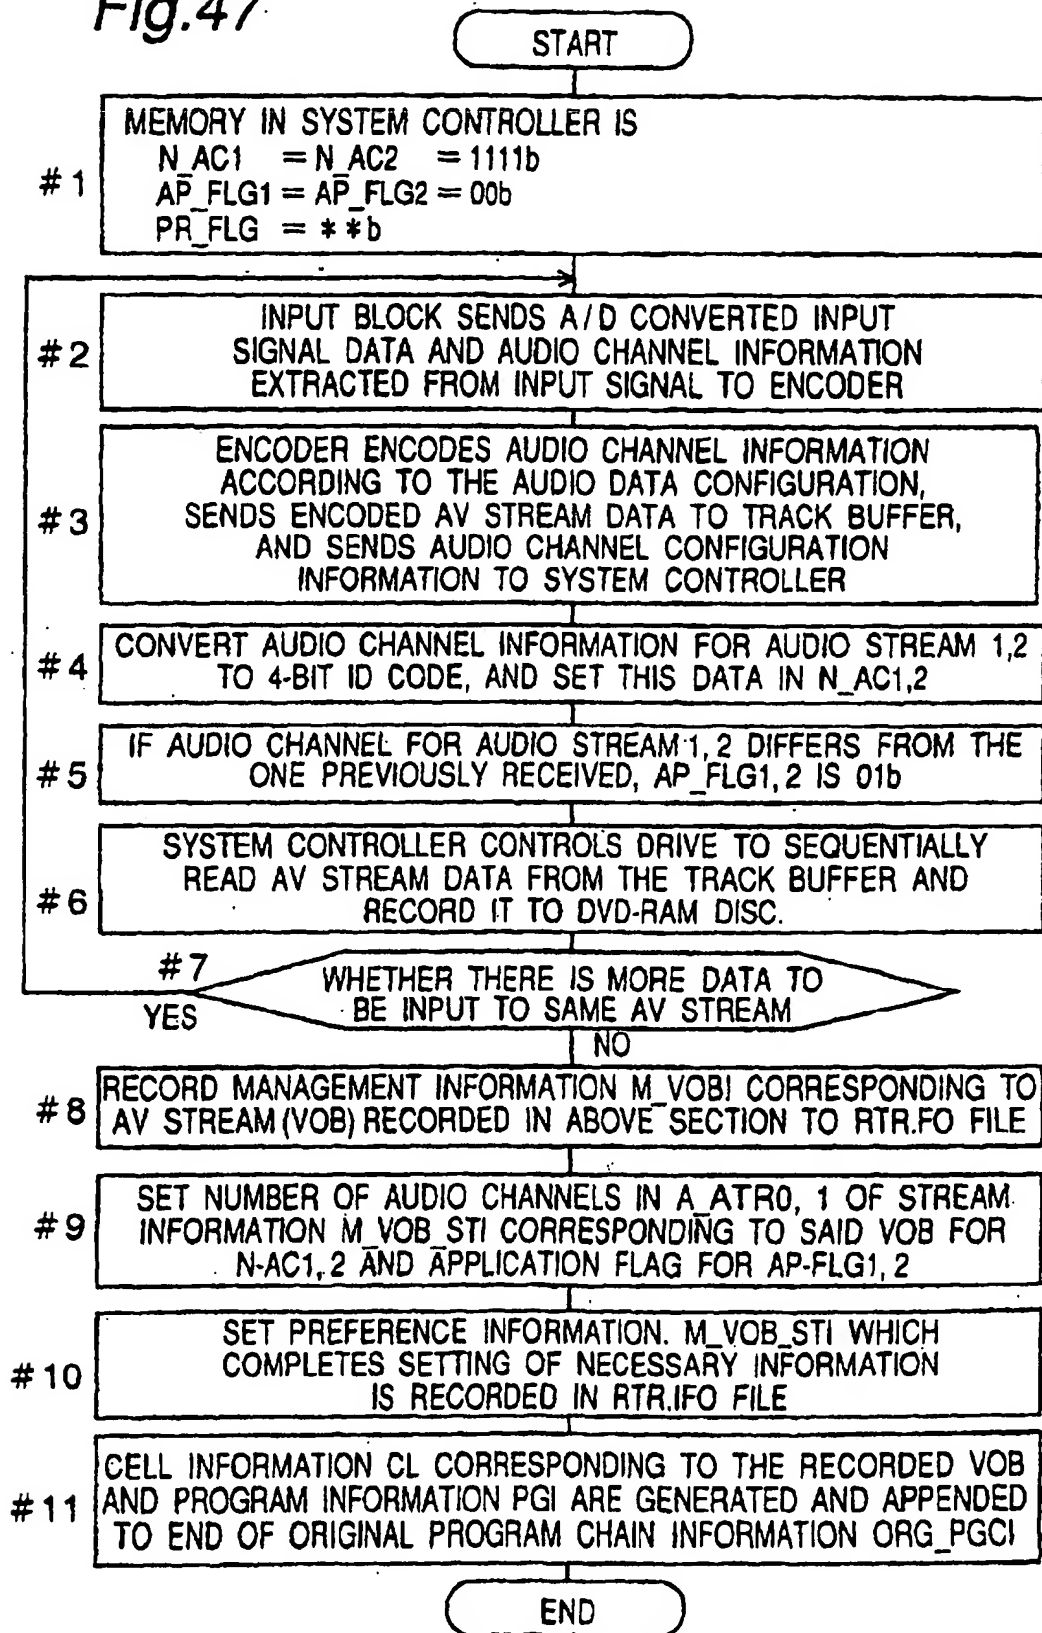 Fig.47
START
#1
MEMORY IN SYSTEM CONTROLLER IS
N_AC1 = N_AC2 = 1111b
AP_FLG1 = AP_FLG2 = 00b
PR_FLG = **b
#2
INPUT BLOCK SENDS A/D CONVERTED INPUT
SIGNAL DATA AND AUDIO CHANNEL INFORMATION
EXTRACTED FROM INPUT SIGNAL TO ENCODER
#3
ENCODER ENCODES AUDIO CHANNEL INFORMATION
ACCORDING TO THE AUDIO DATA CONFIGURATION,
SENDS ENCODED AV STREAM DATA TO TRACK BUFFER,
AND SENDS AUDIO CHANNEL CONFIGURATION
INFORMATION TO SYSTEM CONTROLLER
#4
CONVERT AUDIO CHANNEL INFORMATION FOR AUDIO STREAM 1,2
TO 4-BIT ID CODE, AND SET THIS DATA IN N_AC1,2
#5
IF AUDIO CHANNEL FOR AUDIO STREAM 1, 2 DIFFERS FROM THE
ONE PREVIOUSLY RECEIVED, AP_FLG1, 2 IS 01b
#6
SYSTEM CONTROLLER CONTROLS DRIVE TO SEQUENTIALLY
READ AV STREAM DATA FROM THE TRACK BUFFER AND
RECORD IT TO DVD-RAM DISC.
#7
WHETHER THERE IS MORE DATA TO
BE INPUT TO SAME AV STREAM
YES
NO
#8
RECORD MANAGEMENT INFORMATION M_VOBI CORRESPONDING TO
AV STREAM (VOB) RECORDED IN ABOVE SECTION TO RTR.FO FILE
#9
SET NUMBER OF AUDIO CHANNELS IN A_ATR0, 1 OF STREAM
INFORMATION M_VOB_STI CORRESPONDING TO SAID VOB FOR
N-AC1, 2 AND APPLICATION FLAG FOR AP-FLG1, 2
#10
SET PREFERENCE INFORMATION. M_VOB_STI WHICH
COMPLETES SETTING OF NECESSARY INFORMATION
IS RECORDED IN RTR.IFO FILE
#11
CELL INFORMATION CL CORRESPONDING TO THE RECORDED VOB
AND PROGRAM INFORMATION PGI ARE GENERATED AND APPENDED
TO END OF ORIGINAL PROGRAM CHAIN INFORMATION ORG_PGCI
END